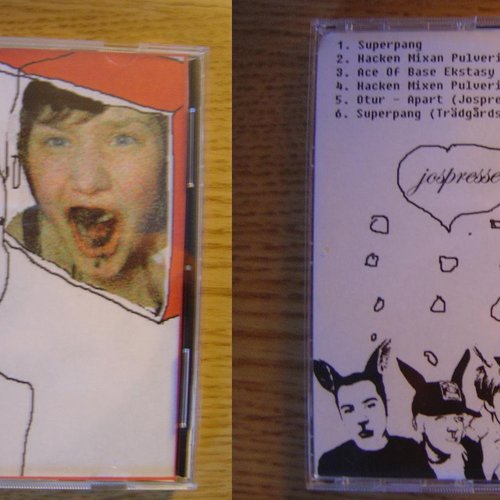 1. Superpang
2. Hacken Mixan Pulveri
3. Ace Of Base Ekstasy
4. Hacken Mixen Pulveri
5. Otur - Apart (Jospre
6. Superpang (Trädgårds
jospresse